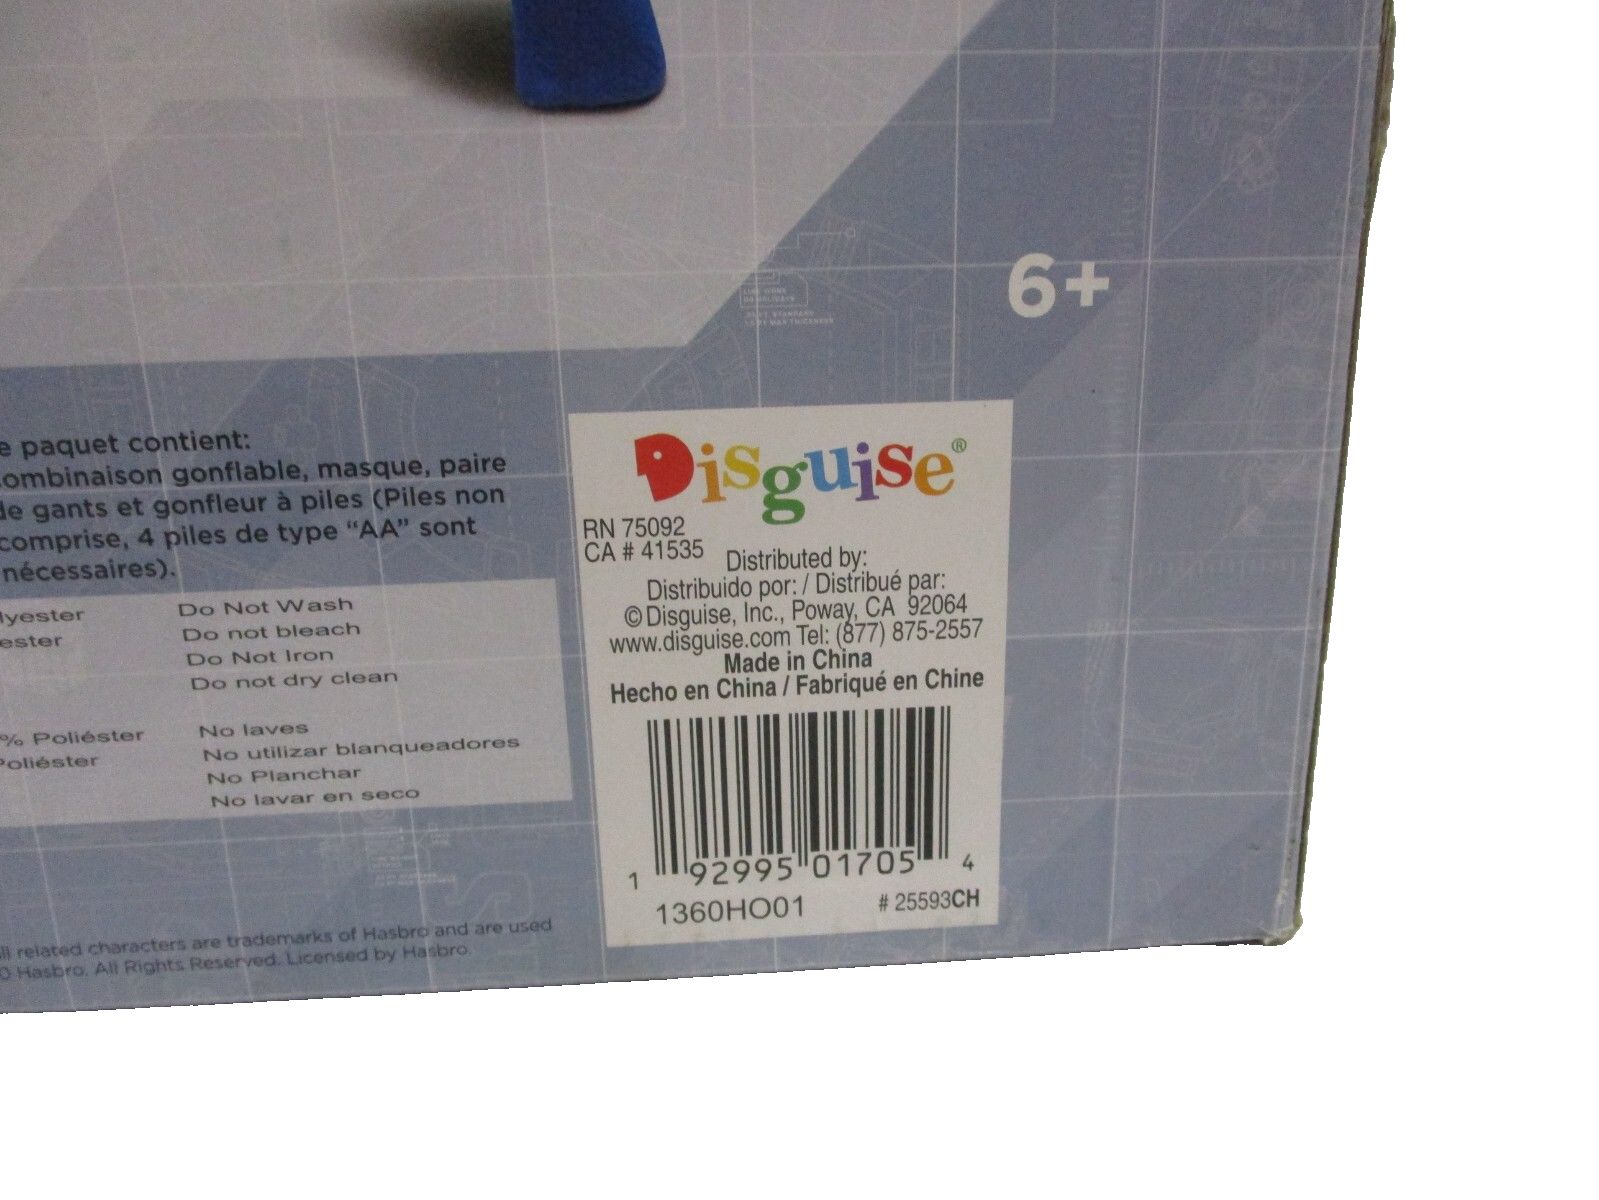 6+
e paquet contient:
ombinaison gonflable, masque, paire
de gants et gonfleur à piles (Piles non
comprise, 4 piles de type “AA” sont
nécessaires).
lyester Do Not Wash
ester Do not bleach
Do Not Iron
Do not dry clean
% Poliéster No laves
Poliéster No utilizar blanqueadores
No Planchar
No lavar en seco
ll related characters are trademarks of Hasbro and are used
© Hasbro. All Rights Reserved. Licensed by Hasbro.
Disguise®
RN 75092
CA # 41535
Distributed by:
Distribuido por: / Distribué par:
© Disguise, Inc., Poway, CA 92064
www.disguise.com Tel: (877) 875-2557
Made in China
Hecho en China / Fabriqué en Chine
1 92995 01705 4
1360HO01 # 25593CH